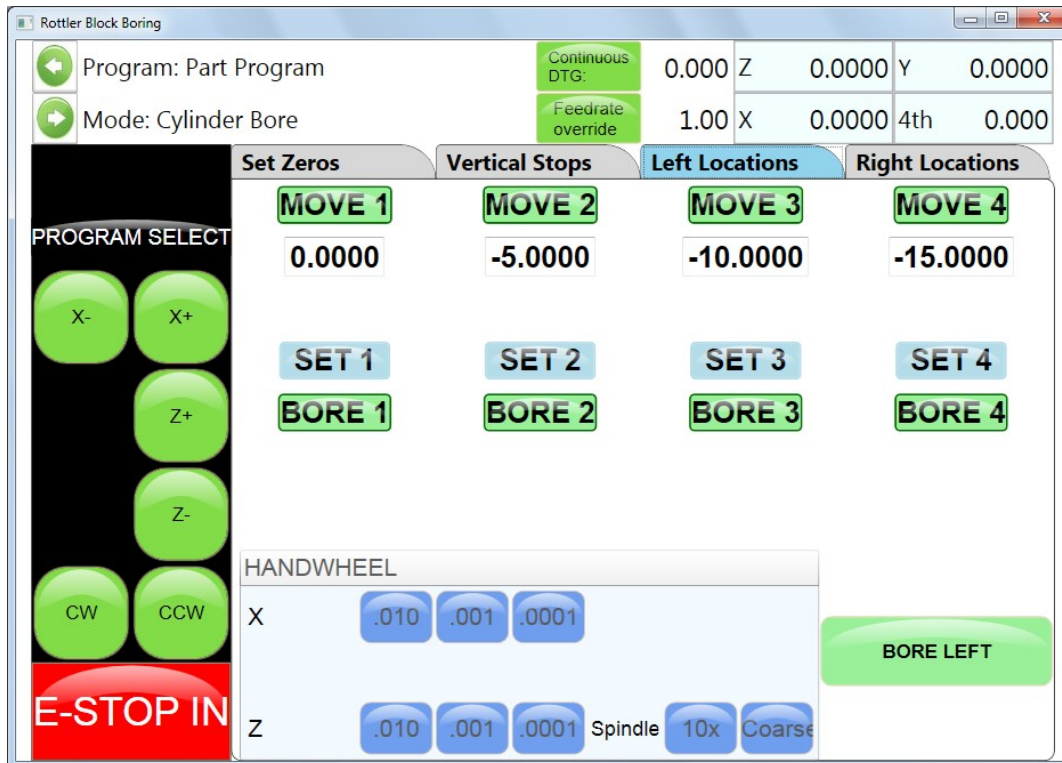 Rottler Block Boring
Program: Part Program
Continuous
DTG:
0.000 Z 0.0000 Y 0.0000
Mode: Cylinder Bore
Feedrate
override
1.00 X 0.0000 4th 0.000
Set Zeros Vertical Stops Left Locations Right Locations
MOVE 1 MOVE 2 MOVE 3 MOVE 4
PROGRAM SELECT
0.0000 -5.0000 -10.0000 -15.0000
X- X+
SET 1 SET 2 SET 3 SET 4
Z+
BORE 1 BORE 2 BORE 3 BORE 4
Z-
HANDWHEEL
CW CCW
X .010 .001 .0001
BORE LEFT
E-STOP IN
Z .010 .001 .0001 Spindle 10x Coarse